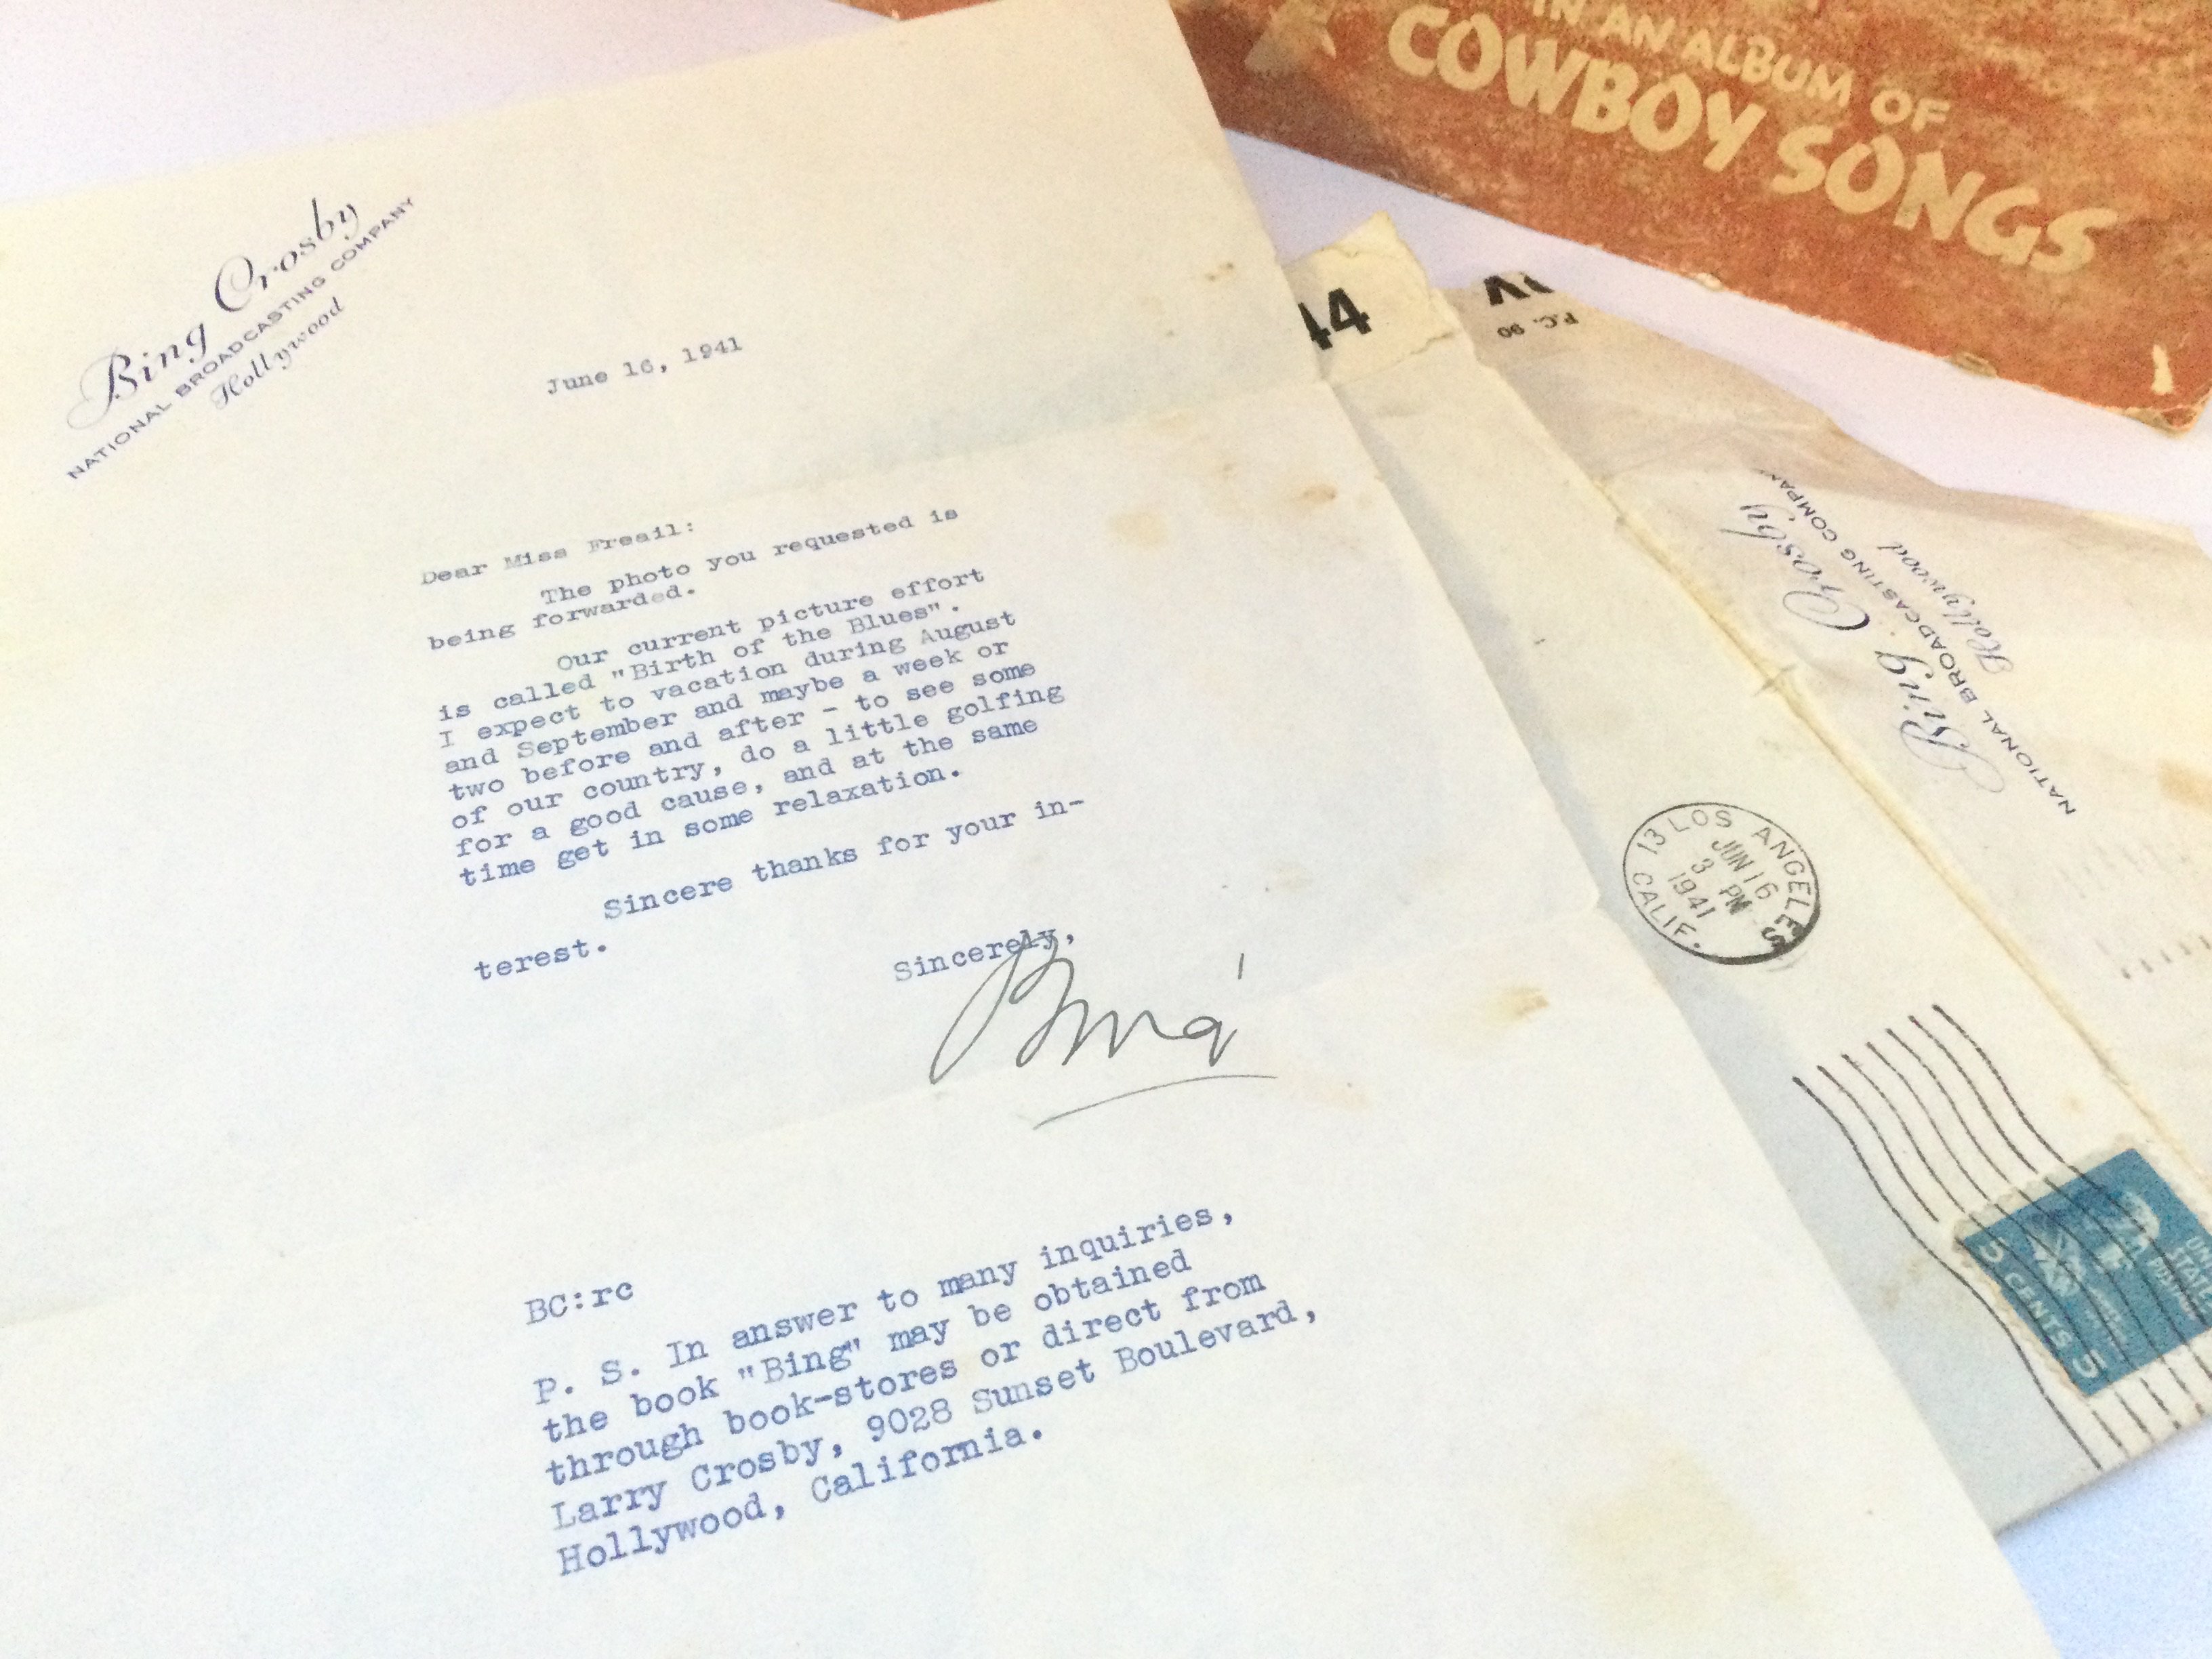 Bing Crosby
NATIONAL BROADCASTING COMPANY
Hollywood
June 16, 1941
Dear Miss Freail:
The photo you requested is
being forwarded.
Our current picture effort
is called "Birth of the Blues".
I expect to vacation during August
and September and maybe a week or
two before and after - to see some
of our country, do a little golfing
for a good cause, and at the same
time get in some relaxation.
Sincere thanks for your in-
terest.
Sincerely,
Bing
BC:rc
P. S. In answer to many inquiries,
the book "Bing" may be obtained
through book-stores or direct from
Larry Crosby, 9028 Sunset Boulevard,
Hollywood, California.
IN AN ALBUM OF
COWBOY SONGS
44
P.C. 90
Bing Crosby
NATIONAL BROADCASTING COMPAN
Hollywood
LOS ANGELES
13
CALIF.
JUN 16
3 PM
1941
5 CENTS 5